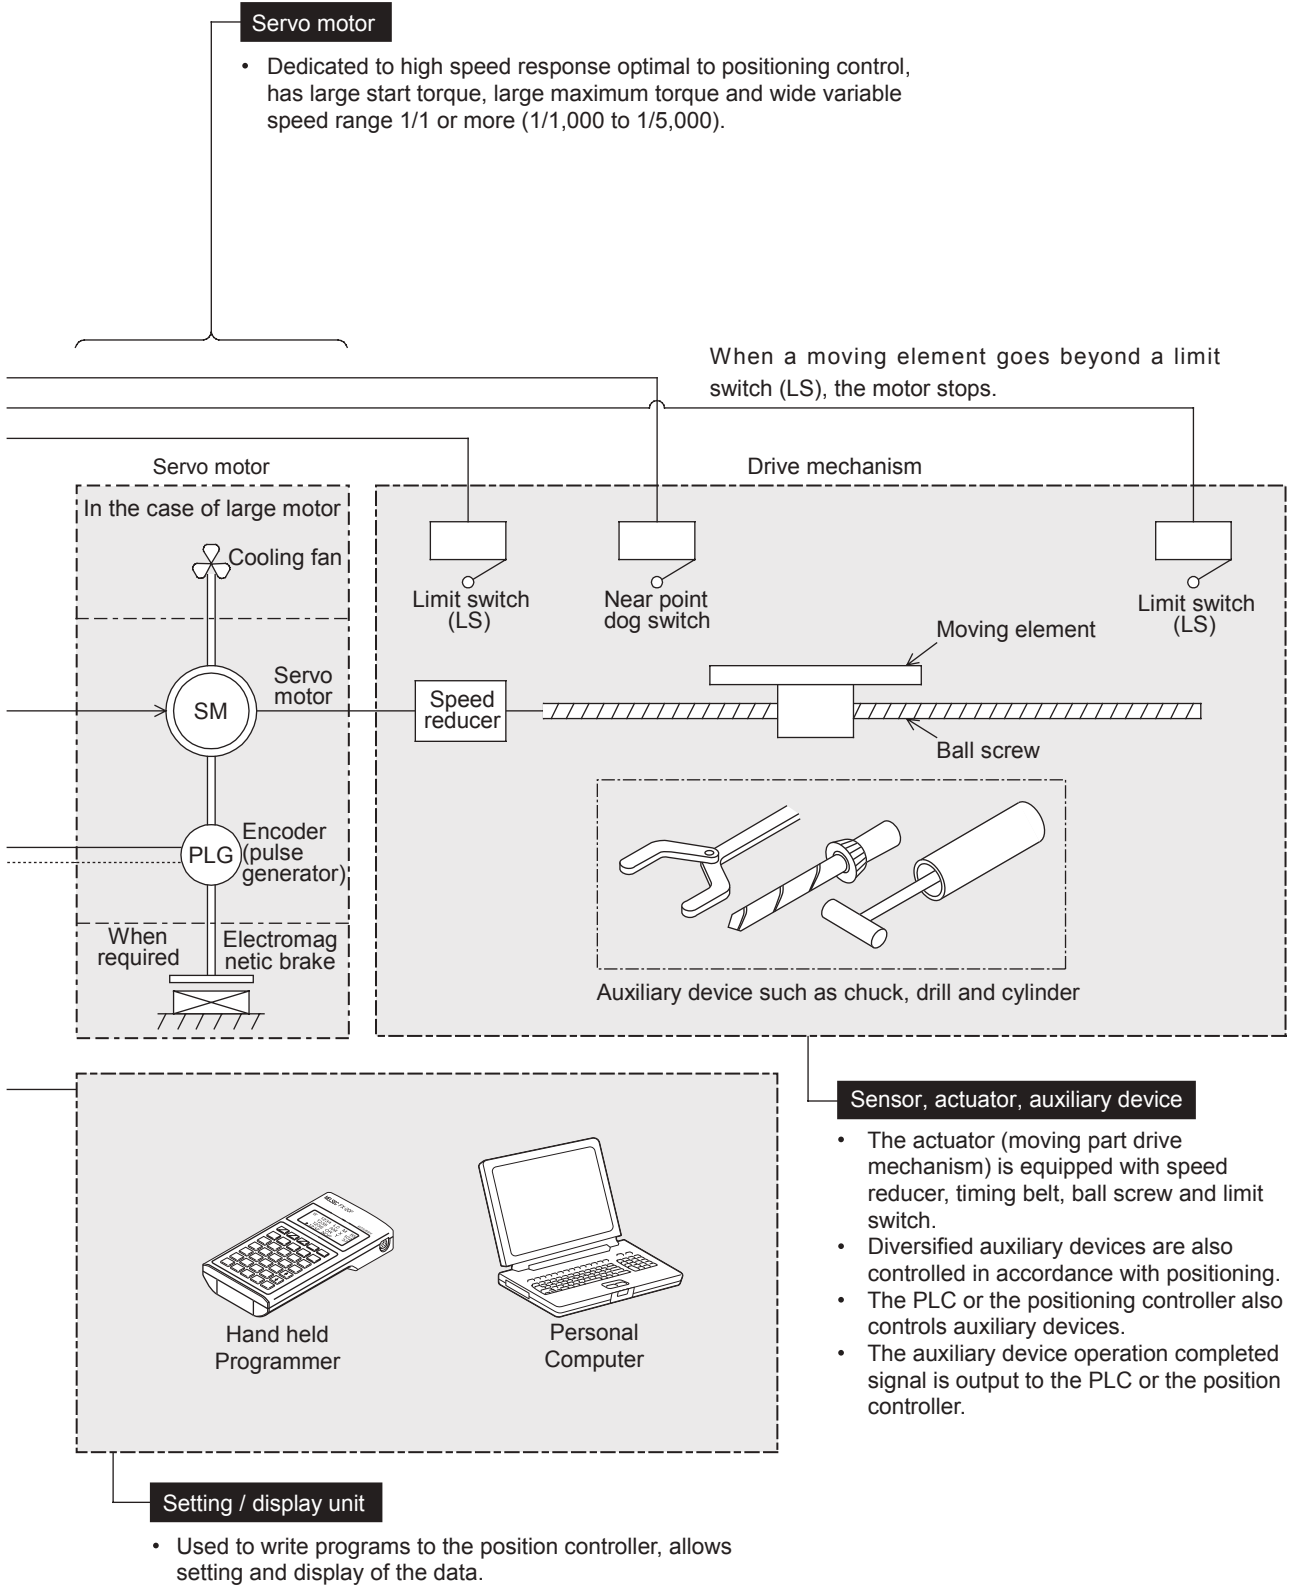 Servo motor
• Dedicated to high speed response optimal to positioning control,
has large start torque, large maximum torque and wide variable
speed range 1/1 or more (1/1,000 to 1/5,000).
When a moving element goes beyond a limit
switch (LS), the motor stops.
Servo motor
Drive mechanism
In the case of large motor
Cooling fan
Limit switch
(LS)
Near point
dog switch
Limit switch
(LS)
Moving element
Servo
motor
SM
Speed
reducer
Ball screw
Encoder
(pulse
generator)
PLG
When
required
Electromag
netic brake
Auxiliary device such as chuck, drill and cylinder
Sensor, actuator, auxiliary device
• The actuator (moving part drive
mechanism) is equipped with speed
reducer, timing belt, ball screw and limit
switch.
• Diversified auxiliary devices are also
controlled in accordance with positioning.
• The PLC or the positioning controller also
controls auxiliary devices.
• The auxiliary device operation completed
signal is output to the PLC or the position
controller.
Hand held
Programmer
Personal
Computer
Setting / display unit
• Used to write programs to the position controller, allows
setting and display of the data.